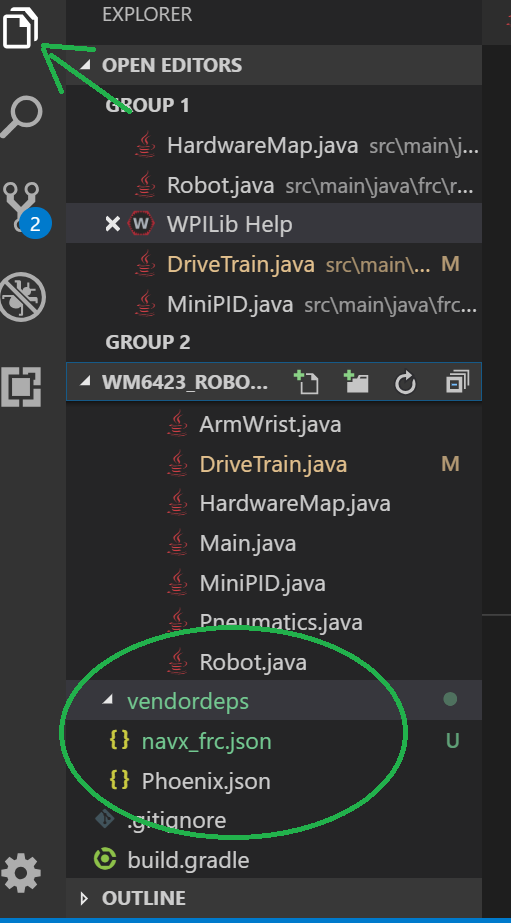 EXPLORER
OPEN EDITORS
GROUP 1
HardwareMap.java src\main\j...
Robot.java src\main\java\frc\r...
W WPILib Help
DriveTrain.java src\main\... M
MiniPID.java src\main\java\frc...
GROUP 2
2
WM6423_ROBO...
ArmWrist.java
DriveTrain.java M
HardwareMap.java
Main.java
MiniPID.java
Pneumatics.java
Robot.java
vendordeps
{ } navx_frc.json U
{ } Phoenix.json
.gitignore
build.gradle
OUTLINE